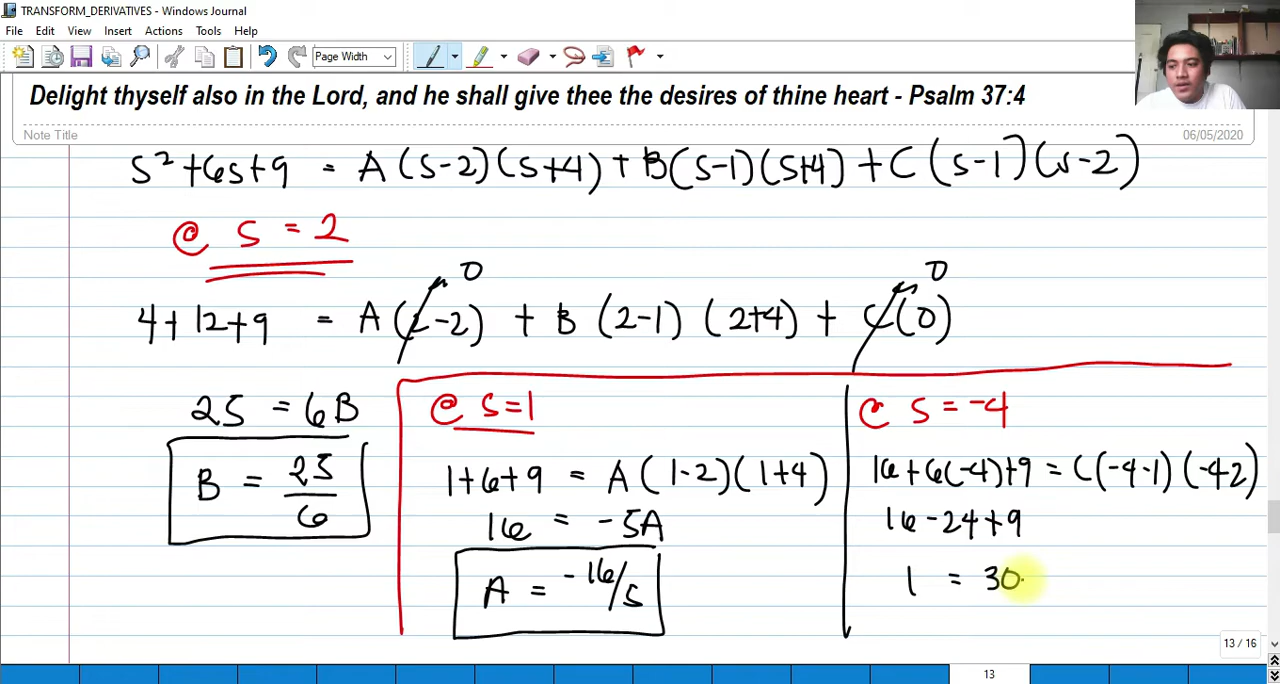 TRANSFORM_DERIVATIVES - Windows Journal
File Edit View Insert Actions Tools Help
Page Width
Delight thyself also in the Lord, and he shall give thee the desires of thine heart - Psalm 37:4
Note Title
06/05/2020
s²+6s+9 = A(s-2)(s+4)+B(s-1)(s+4)+C(s-1)(s-2)
@ s = 2
0 0
4+12+9 = A(2-2) + B(2-1)(2+4) + C(0)
25 = 6B
B = 25/6
@ s=1
1+6+9 = A(1-2)(1+4)
16 = -5A
A = -16/5
@ s = -4
16+6(-4)+9 = C(-4-1)(-4-2)
16-24+9
1 = 30
13 / 16
13